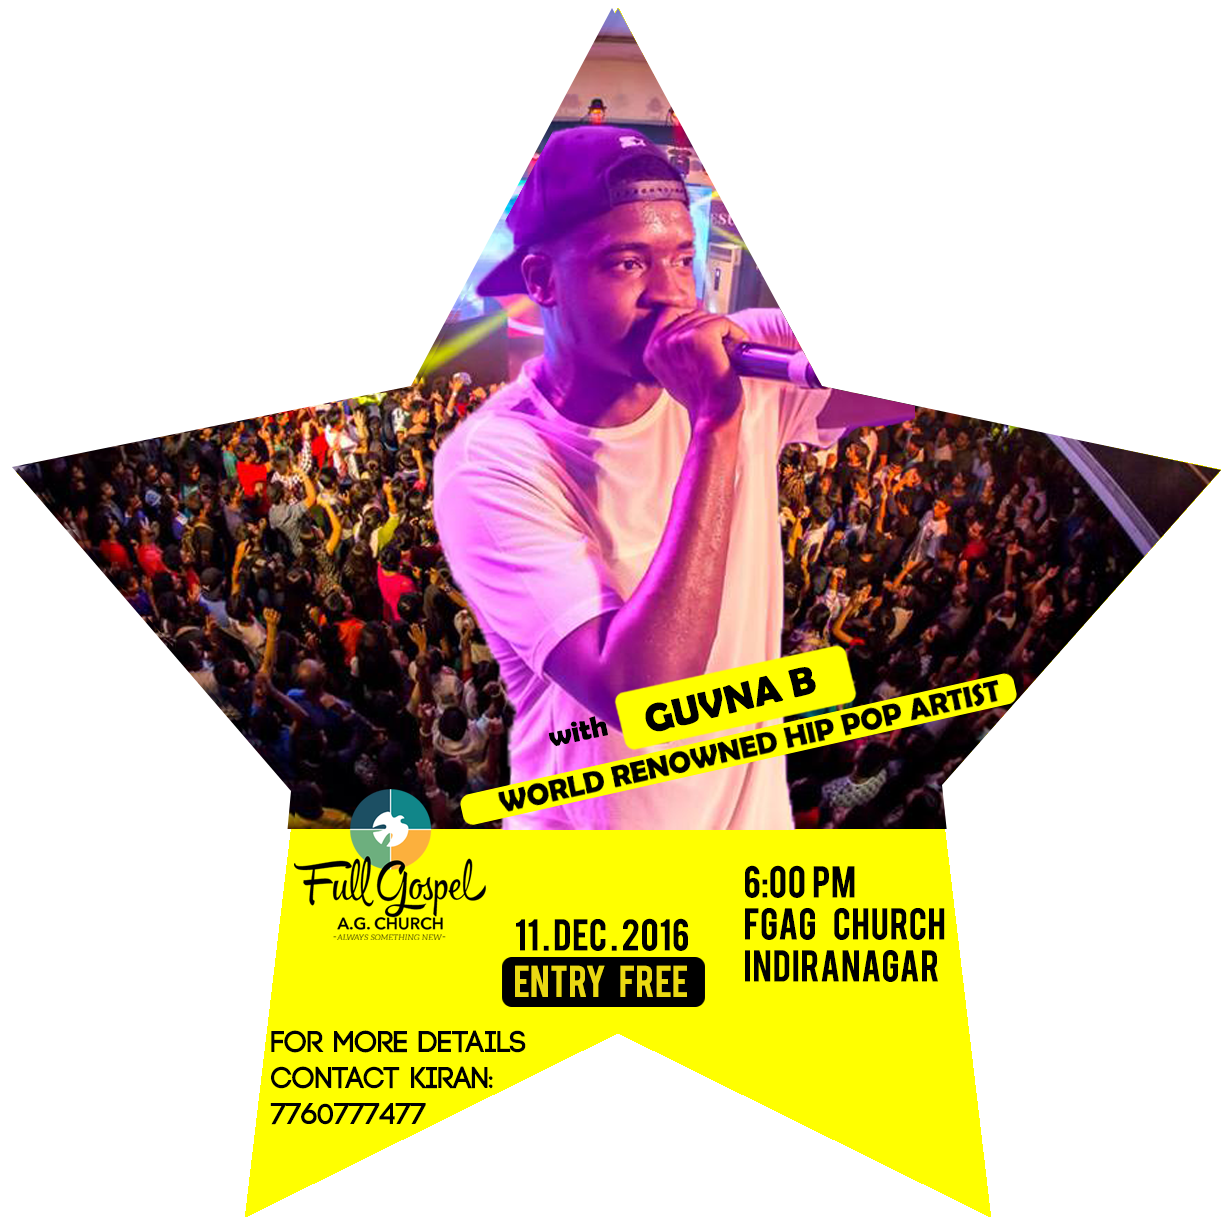 with GUVNA B
WORLD RENOWNED HIP POP ARTIST
Full Gospel
A.G. CHURCH
-ALWAYS SOMETHING NEW-
11.DEC.2016
ENTRY FREE
6:00 PM
FGAG CHURCH
INDIRANAGAR
FOR MORE DETAILS
CONTACT KIRAN:
7760777477